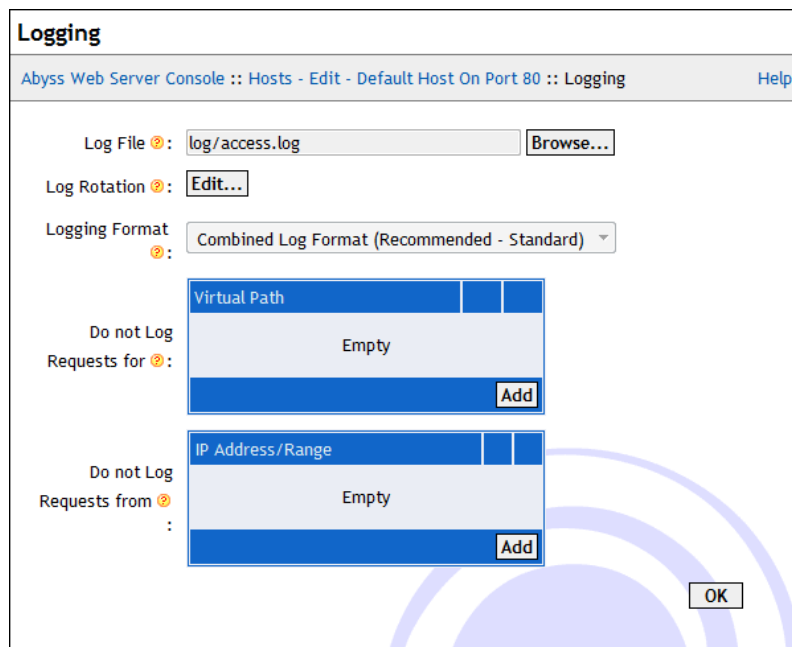 Logging
Abyss Web Server Console :: Hosts - Edit - Default Host On Port 80 :: Logging Help
Log File ?: log/access.log Browse...
Log Rotation ?: Edit...
Logging Format ?: Combined Log Format (Recommended - Standard)
Virtual Path
Do not Log
Requests for ?:
Empty
Add
IP Address/Range
Do not Log
Requests from ?
:
Empty
Add
OK